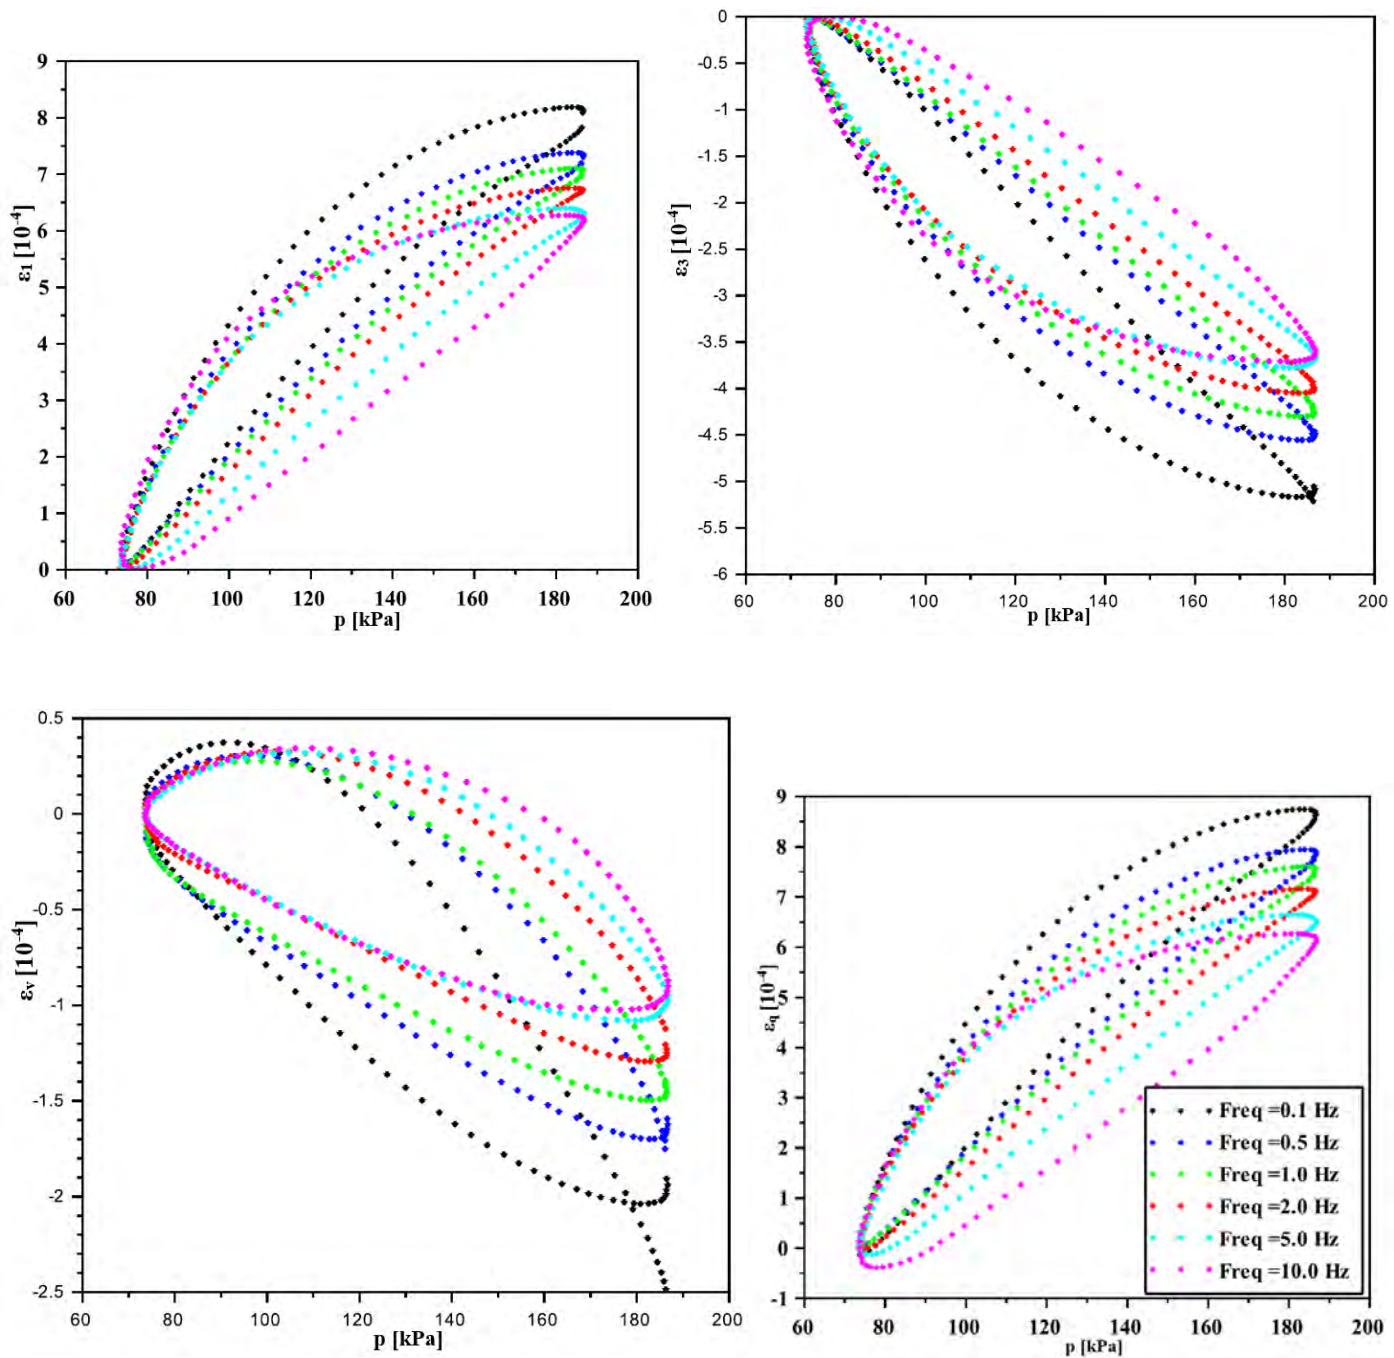 9
8
7
6
5
4
3
2
1
0
ε1 [10-4]
60 80 100 120 140 160 180 200
p [kPa]
0
-0.5
-1
-1.5
-2
-2.5
-3
-3.5
-4
-4.5
-5
-5.5
-6
ε3 [10-4]
60 80 100 120 140 160 180 200
p [kPa]
0.5
0
-0.5
-1
-1.5
-2
-2.5
εv [10-4]
60 80 100 120 140 160 180 200
p [kPa]
9
8
7
6
5
4
3
2
1
0
-1
εq [10-4]
Freq =0.1 Hz
Freq =0.5 Hz
Freq =1.0 Hz
Freq =2.0 Hz
Freq =5.0 Hz
Freq =10.0 Hz
60 80 100 120 140 160 180 200
p [kPa]